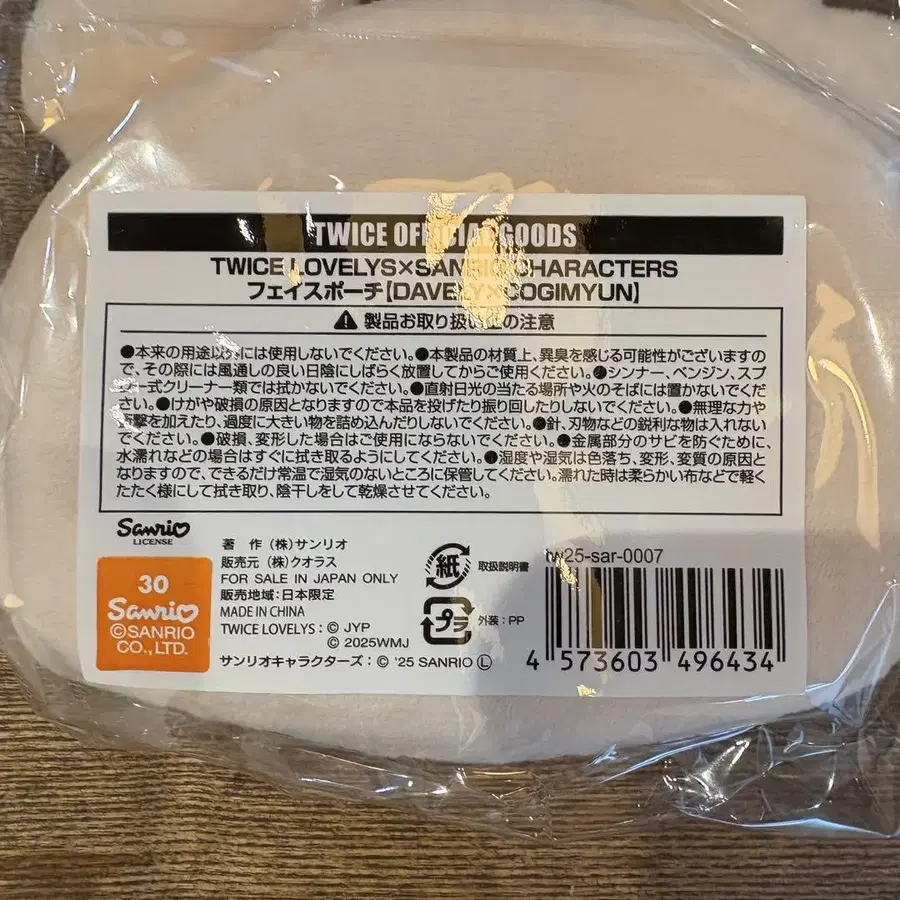 TWICE OFFICIAL GOODS
TWICE LOVELYS×SANRIO CHARACTERS
フェイスポーチ【DAVELY×COGIMYUN】
製品お取り扱い上の注意
●本来の用途以外には使用しないでください。●本製品の材質上、異臭を感じる可能性がございますの
で、その際には風通しの良い日陰にしばらく放置してからご使用ください。●シンナー、ベンジン、スプ
レー式クリーナー類では拭かないでください。●直射日光の当たる場所や火のそばには置かないでくだ
さい。●けがや破損の原因となりますので本品を投げたり振り回したりしないでください。●無理な力や
衝撃を加えたり、過度に大きい物を詰め込んだりしないでください。●針、刃物などの鋭利な物は入れない
でください。●破損、変形した場合はご使用にならないでください。●金属部分のサビを防ぐために、
水濡れなどの場合はすぐに拭き取るようにしてください。●湿度や湿気は色落ち、変形、変質の原因と
なりますので、できるだけ常温で湿気のないところに保管してください。濡れた時は柔らかい布などで軽く
たたく様にして拭き取り、陰干しをして乾燥させてください。
Sanrio
LICENSE
30
Sanrio
©SANRIO
CO., LTD.
著 作 (株)サンリオ
販売元 (株)クオラス
FOR SALE IN JAPAN ONLY
販売地域:日本限定
MADE IN CHINA
TWICE LOVELYS:© JYP
© 2025WMJ
サンリオキャラクターズ:© '25 SANRIO Ⓛ
紙 取扱説明書
プラ 外装:PP
tw25-sar-0007
4 573603 496434